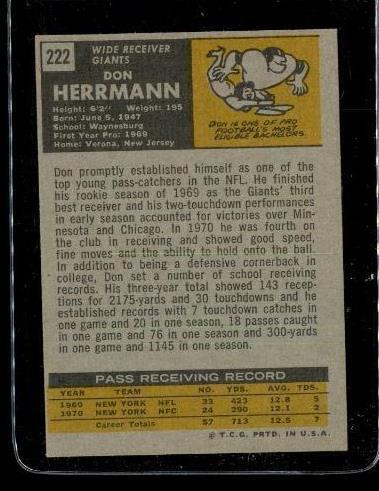 222
WIDE RECEIVER
GIANTS
DON
HERRMANN
Height: 6'2" Weight: 195
Born: June 5, 1947
School: Waynesburg
First Year Pro: 1969
Home: Verona, New Jersey
DON IS ONE OF PRO
FOOTBALL'S MOST
ELIGIBLE BACHELORS.
Don promptly established himself as one of the
top young pass-catchers in the NFL. He finished
his rookie season of 1969 as the Giants' third
best receiver and his two-touchdown performances
in early season accounted for victories over Min-
nesota and Chicago. In 1970 he was fourth on
the club in receiving and showed good speed,
fine moves and the ability to hold onto the ball.
In addition to being a defensive cornerback in
college, Don set a number of school receiving
records. His three-year total showed 143 recep-
tions for 2175-yards and 30 touchdowns and he
established records with 7 touchdown catches in
one game and 20 in one season, 18 passes caught
in one game and 76 in one season and 300-yards
in one game and 1145 in one season.
PASS RECEIVING RECORD
YEAR TEAM NO. YDS. AVG. TDS.
1969 NEW YORK NFL 33 423 12.8 5
1970 NEW YORK NFC 24 290 12.1 2
Career Totals 57 713 12.5 7
© T.C.G. PRTD. IN U.S.A.